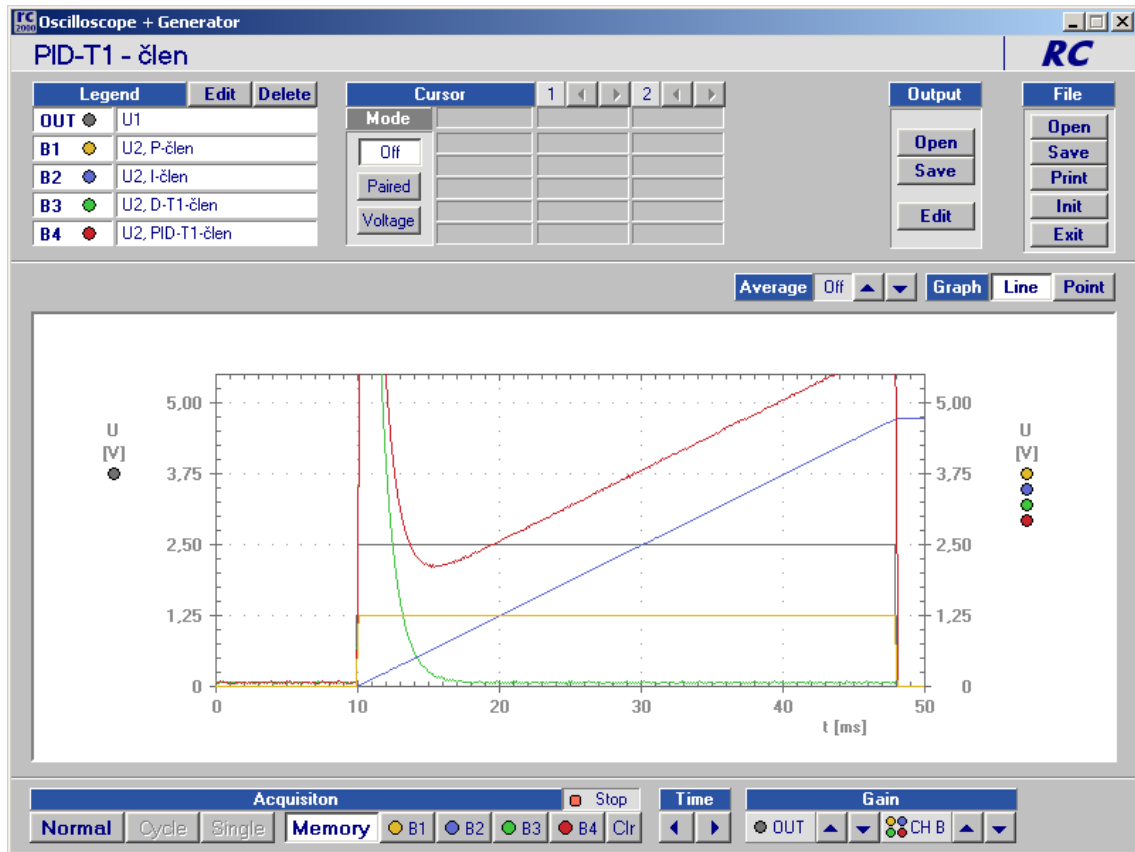 rc 2000 Oscilloscope + Generator
PID-T1 - člen
RC
Legend Edit Delete
Cursor 1 2
Output
File
OUT U1
B1 U2, P-člen
B2 U2, I-člen
B3 U2, D-T1-člen
B4 U2, PID-T1-člen
Mode
Off
Paired
Voltage
Open
Save
Edit
Open
Save
Print
Init
Exit
Average Off Graph Line Point
U
[V]
5,00
3,75
2,50
1,25
0
5,00
3,75
2,50
1,25
0
U
[V]
0 10 20 30 40 50
t [ms]
Acquisiton Stop
Time
Gain
Normal Cycle Single Memory B1 B2 B3 B4 Clr
OUT CH B